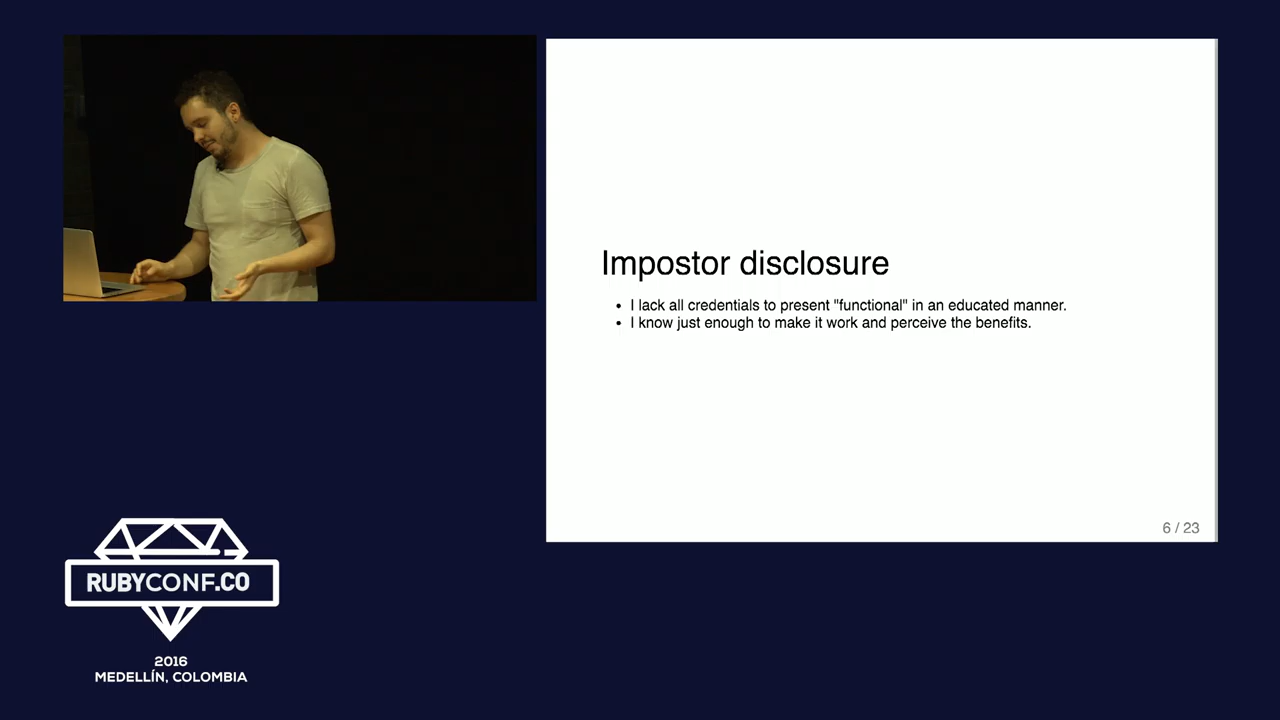 Impostor disclosure
• I lack all credentials to present "functional" in an educated manner.
• I know just enough to make it work and perceive the benefits.
6 / 23
RUBYCONF.CO
2016
MEDELLÍN, COLOMBIA